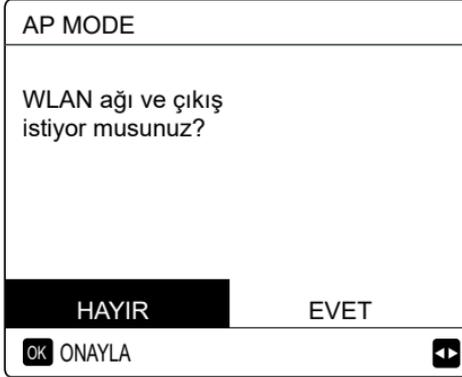 AP MODE
WLAN ağı ve çıkış
istiyor musunuz?
HAYIR EVET
OK ONAYLA